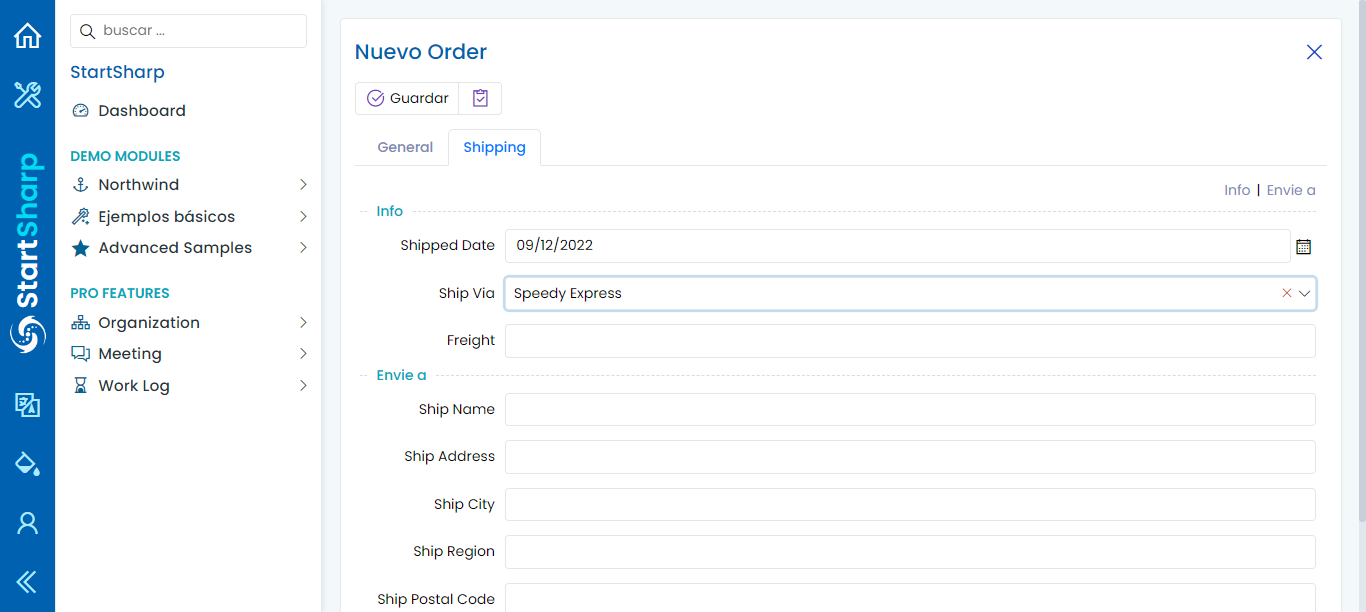 buscar ...
StartSharp
Dashboard
DEMO MODULES
Northwind
Ejemplos básicos
Advanced Samples
PRO FEATURES
Organization
Meeting
Work Log
StartSharp
Nuevo Order
Guardar
General
Shipping
Info | Envie a
Info
Shipped Date 09/12/2022
Ship Via Speedy Express
Freight
Envie a
Ship Name
Ship Address
Ship City
Ship Region
Ship Postal Code